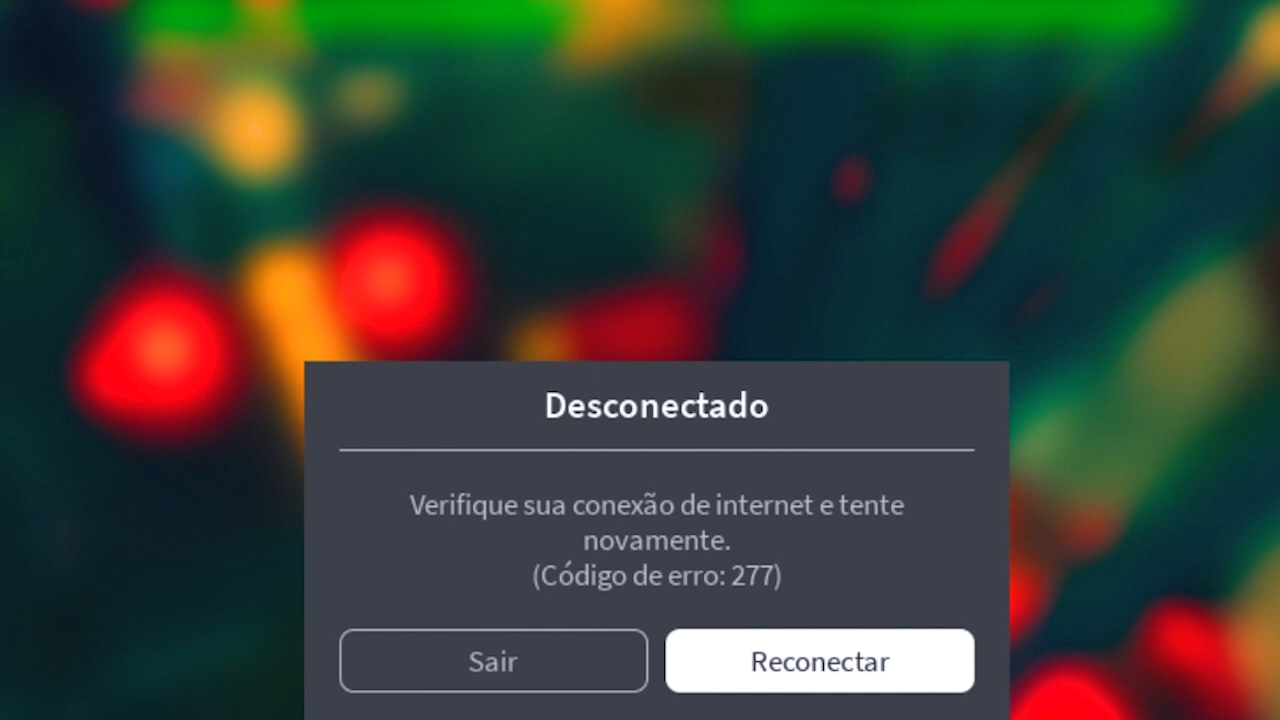 Desconectado
Verifique sua conexão de internet e tente
novamente.
(Código de erro: 277)
Sair
Reconectar